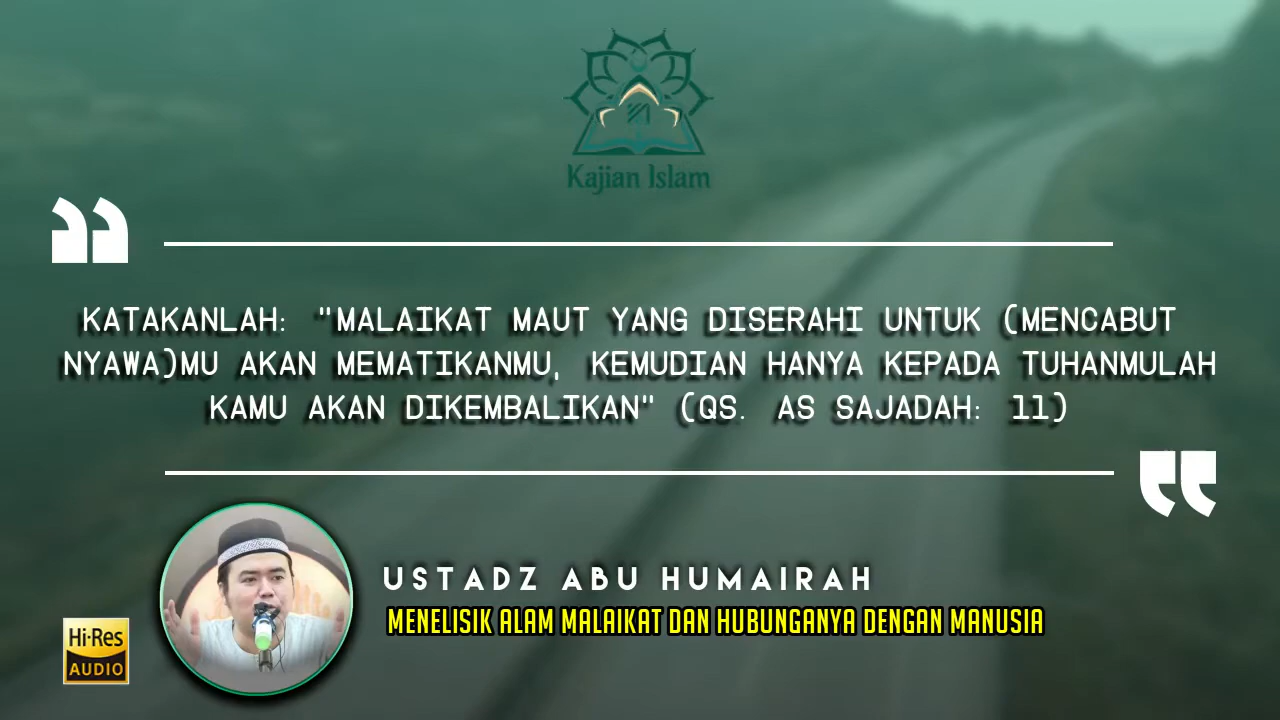 Kajian Islam
KATAKANLAH: "MALAIKAT MAUT YANG DISERAHI UNTUK (MENCABUT
NYAWA)MU AKAN MEMATIKANMU, KEMUDIAN HANYA KEPADA TUHANMULAH
KAMU AKAN DIKEMBALIKAN" (QS. AS SAJADAH: 11)
USTADZ ABU HUMAIRAH
MENELISIK ALAM MALAIKAT DAN HUBUNGANYA DENGAN MANUSIA
Hi-Res
AUDIO